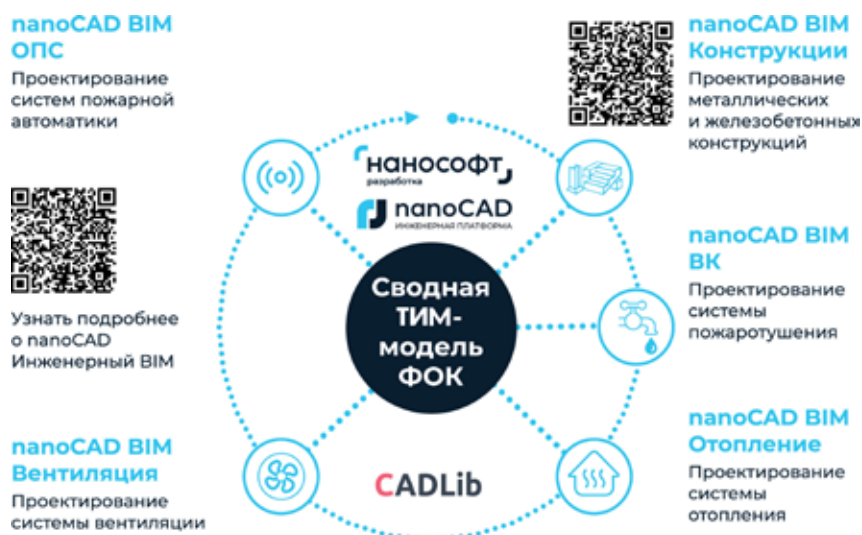 nanoCAD BIM
ОПС
Проектирование
систем пожарной
автоматики
nanoCAD BIM
Конструкции
Проектирование
металлических
и железобетонных
конструкций
нанософт
разработка
nanoCAD
ИНЖЕНЕРНАЯ ПЛАТФОРМА
Сводная
ТИМ-
модель
ФОК
nanoCAD BIM
ВК
Проектирование
системы
пожаротушения
Узнать подробнее
о nanoCAD
Инженерный BIM
nanoCAD BIM
Вентиляция
Проектирование
системы вентиляции
CADLib
nanoCAD BIM
Отопление
Проектирование
системы
отопления